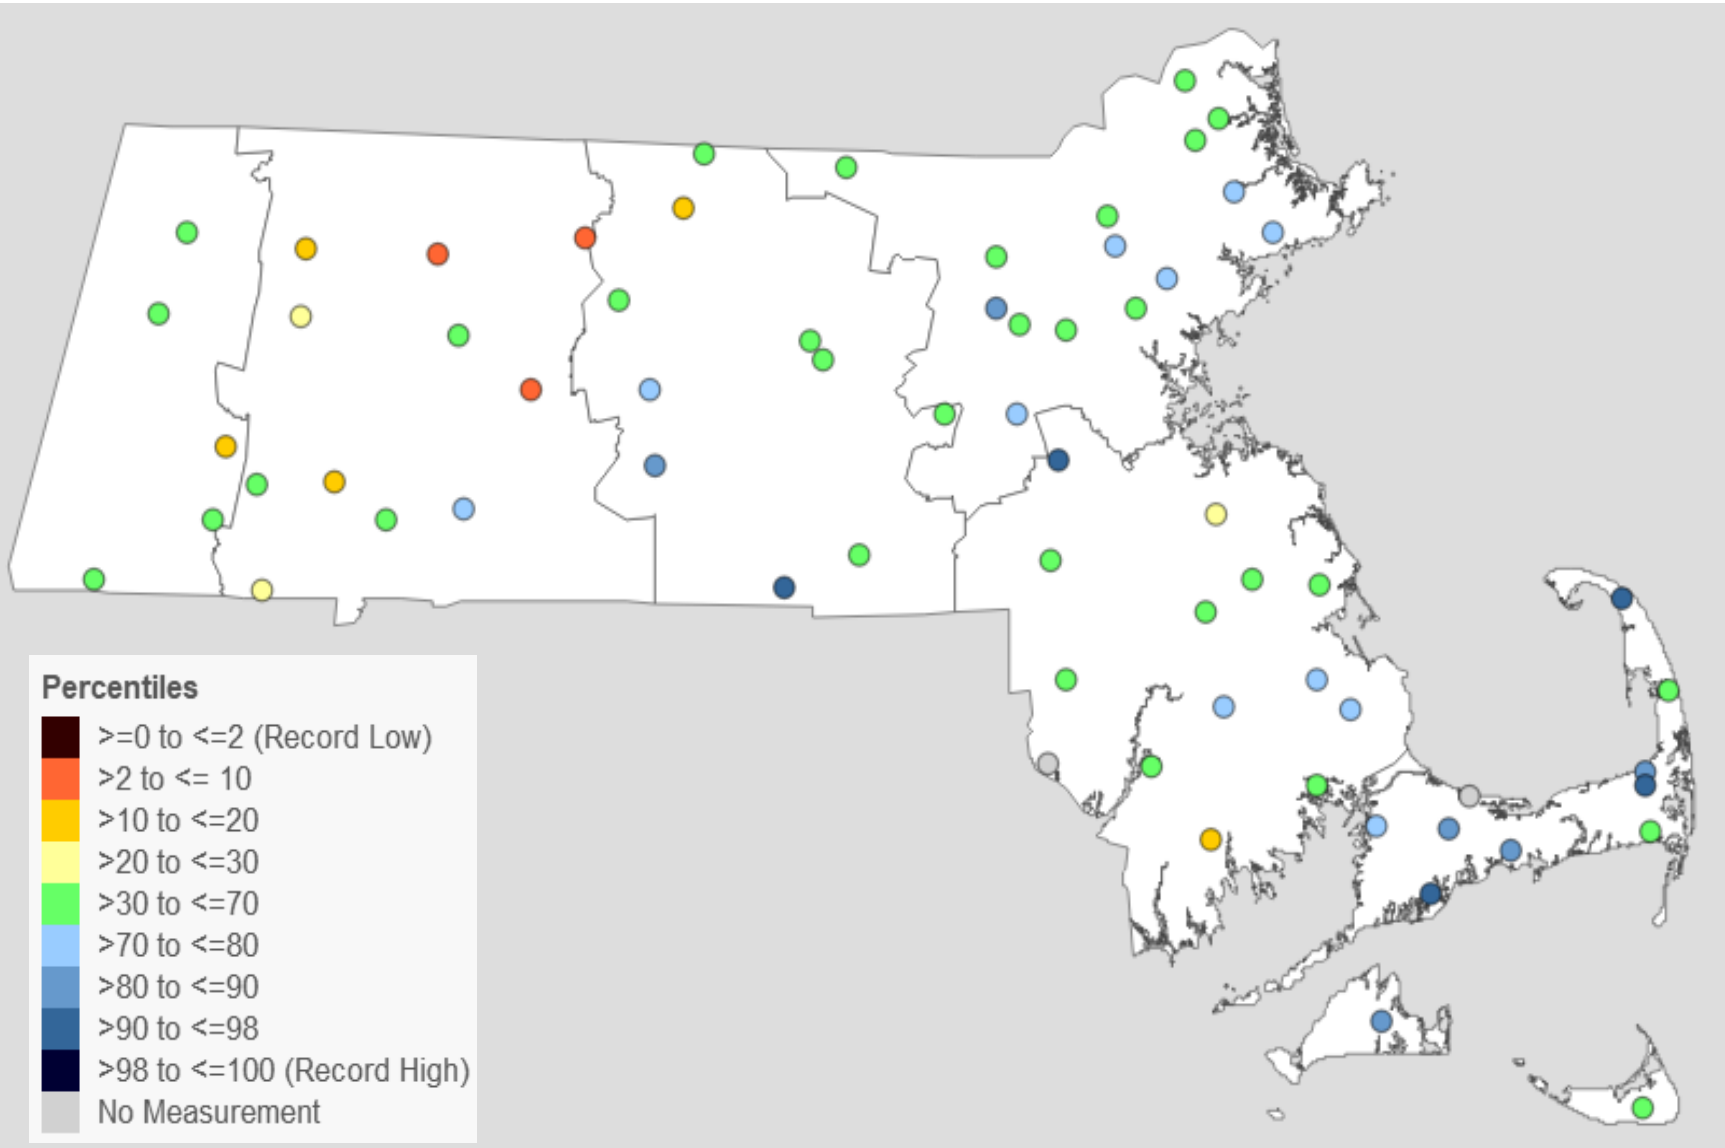 Percentiles
>=0 to <=2 (Record Low)
>2 to <= 10
>10 to <=20
>20 to <=30
>30 to <=70
>70 to <=80
>80 to <=90
>90 to <=98
>98 to <=100 (Record High)
No Measurement